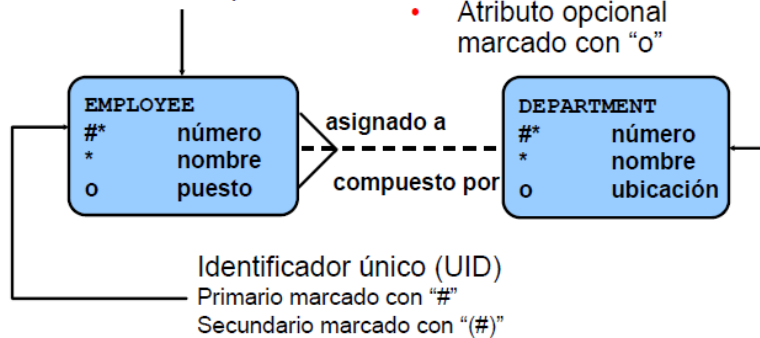 • Atributo opcional
marcado con “o”
EMPLOYEE
#* número
* nombre
o puesto
asignado a
compuesto por
DEPARTMENT
#* número
* nombre
o ubicación
Identificador único (UID)
Primario marcado con “#”
Secundario marcado con “(#)”